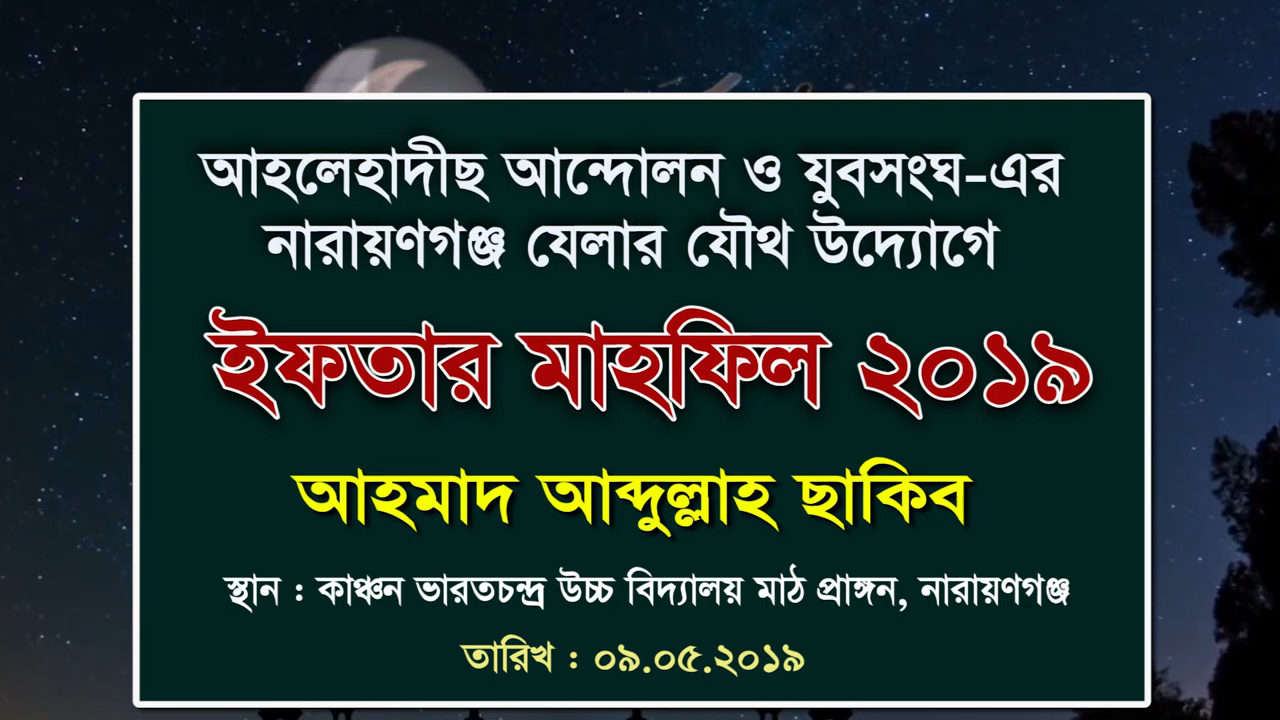 আহলেহাদীছ আন্দোলন ও যুবসংঘ-এর
নারায়ণগঞ্জ যেলার যৌথ উদ্যোগে
ইফতার মাহফিল ২০১৯
আহমাদ আব্দুল্লাহ ছাকিব
স্থান : কাঞ্চন ভারতচন্দ্র উচ্চ বিদ্যালয় মাঠ প্রাঙ্গন, নারায়ণগঞ্জ
তারিখ : ০৯.০৫.২০১৯